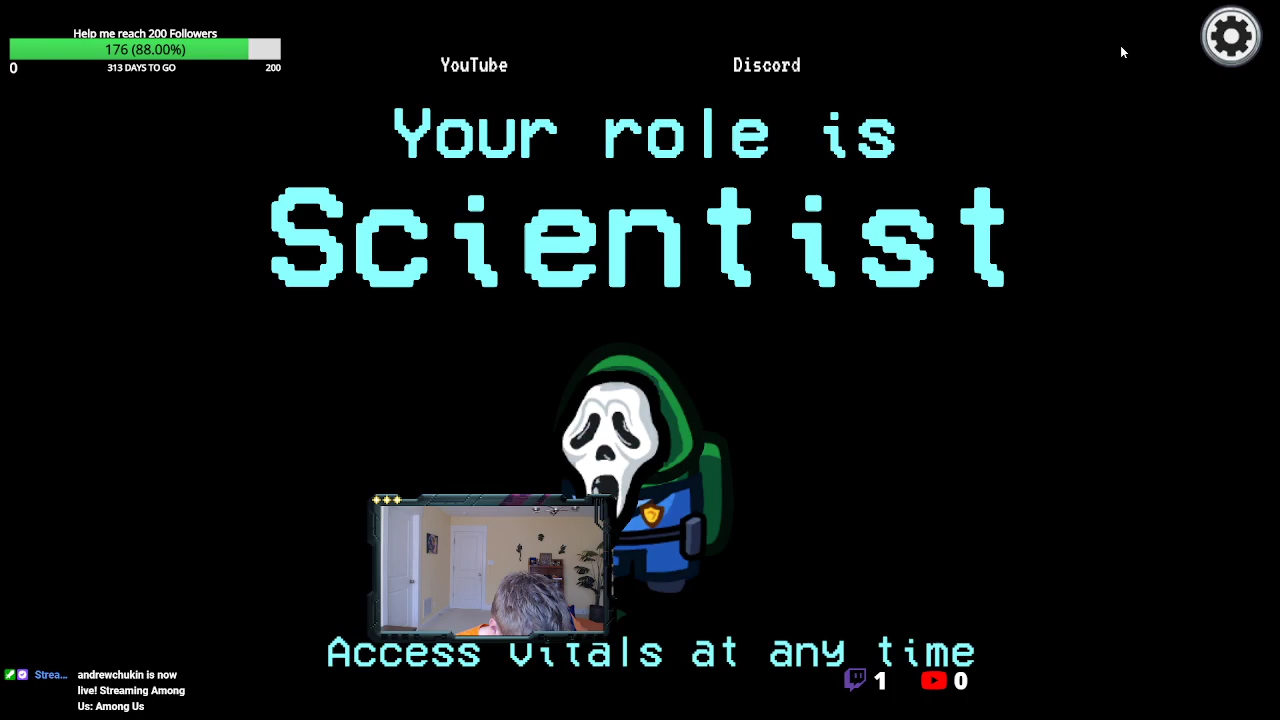 Help me reach 200 Followers
176 (88.00%)
0
313 DAYS TO GO
200
YouTube
Discord
Your role is
Scientist
Access vitals at any time
1
0
Strea...
andrewchukin is now
live! Streaming Among
Us: Among Us